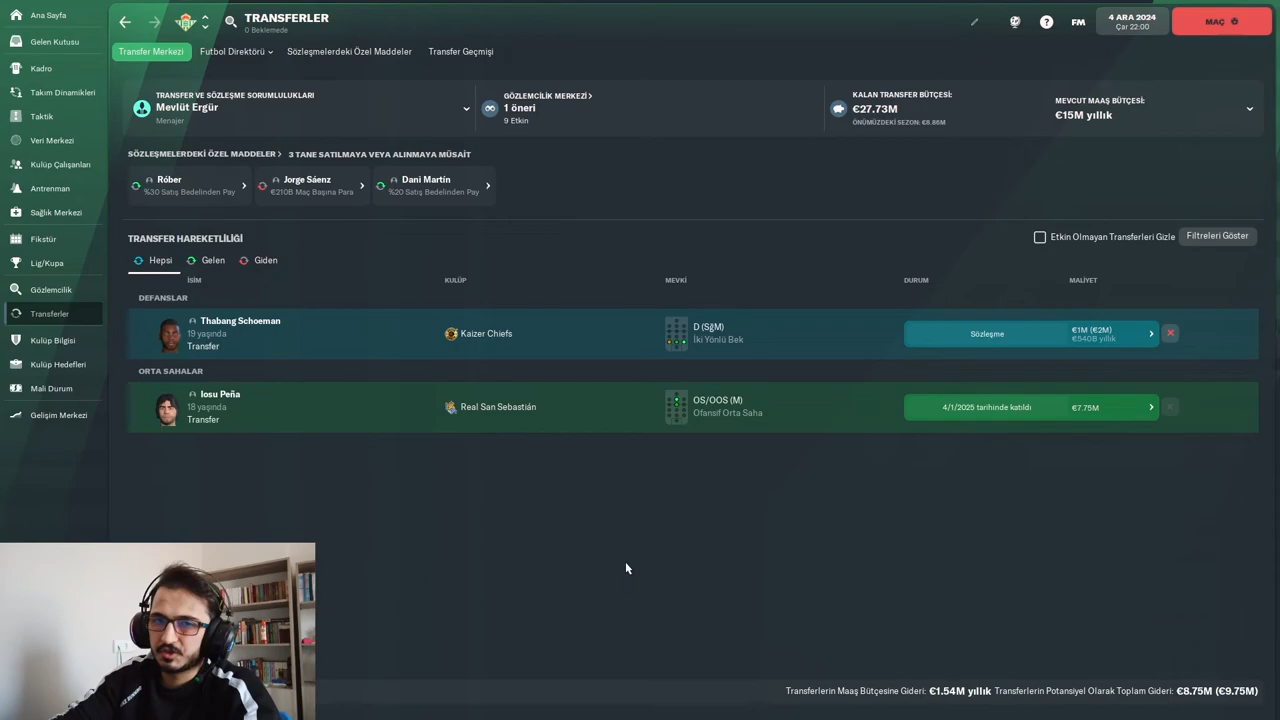 Ana Sayfa
Gelen Kutusu
Kadro
Takım Dinamikleri
Taktik
Veri Merkezi
Kulüp Çalışanları
Antrenman
Sağlık Merkezi
Fikstür
Lig/Kupa
Gözlemcilik
Transferler
Kulüp Bilgisi
Kulüp Hedefleri
Mali Durum
Gelişim Merkezi
TRANSFERLER
0 Beklemede
FM
4 ARA 2024
Çar 22:00
MAÇ
Transfer Merkezi
Futbol Direktörü
Sözleşmelerdeki Özel Maddeler
Transfer Geçmişi
TRANSFER VE SÖZLEŞME SORUMLULUKLARI
Mevlüt Ergür
Menajer
GÖZLEMCİLİK MERKEZİ >
1 öneri
9 Etkin
KALAN TRANSFER BÜTÇESİ:
€27.73M
ÖNÜMÜZDEKİ SEZON: €8.86M
MEVCUT MAAŞ BÜTÇESİ:
€15M yıllık
SÖZLEŞMELERDEKİ ÖZEL MADDELER > 3 TANE SATILMAYA VEYA ALINMAYA MÜSAİT
Róber
%30 Satış Bedelinden Pay
Jorge Sáenz
€210B Maç Başına Para
Dani Martín
%20 Satış Bedelinden Pay
TRANSFER HAREKETLİLİĞİ
Etkin Olmayan Transferleri Gizle
Filtreleri Göster
Hepsi
Gelen
Giden
İSİM KULÜP MEVKİ DURUM MALİYET
DEFANSLAR
Thabang Schoeman
19 yaşında
Transfer
Kaizer Chiefs
D (SğM)
İki Yönlü Bek
Sözleşme
€1M (€2M)
€540B yıllık
ORTA SAHALAR
Iosu Peña
18 yaşında
Transfer
Real San Sebastián
OS/OOS (M)
Ofansif Orta Saha
4/1/2025 tarihinde katıldı
€7.75M
Transferlerin Maaş Bütçesine Gideri: €1.54M yıllık Transferlerin Potansiyel Olarak Toplam Gideri: €8.75M (€9.75M)